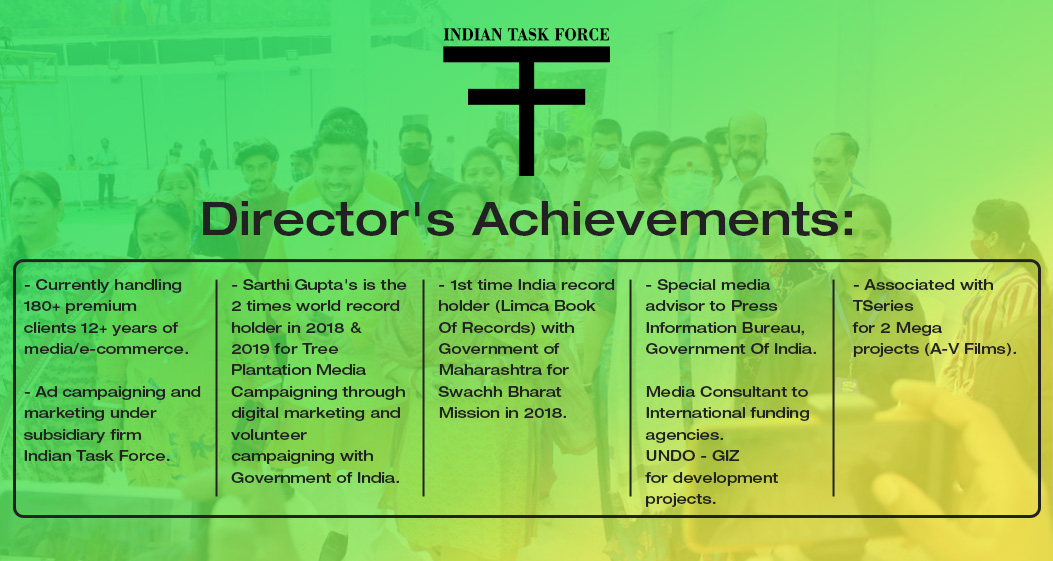 INDIAN TASK FORCE
Director's Achievements:
- Currently handling
180+ premium
clients 12+ years of
media/e-commerce.
- Ad campaigning and
marketing under
subsidiary firm
Indian Task Force.
- Sarthi Gupta's is the
2 times world record
holder in 2018 &
2019 for Tree
Plantation Media
Campaigning through
digital marketing and
volunteer
campaigning with
Government of India.
- 1st time India record
holder (Limca Book
Of Records) with
Government of
Maharashtra for
Swachh Bharat
Mission in 2018.
- Special media
advisor to Press
Information Bureau,
Government Of India.
Media Consultant to
International funding
agencies.
UNDO - GIZ
for development
projects.
- Associated with
TSeries
for 2 Mega
projects (A-V Films).